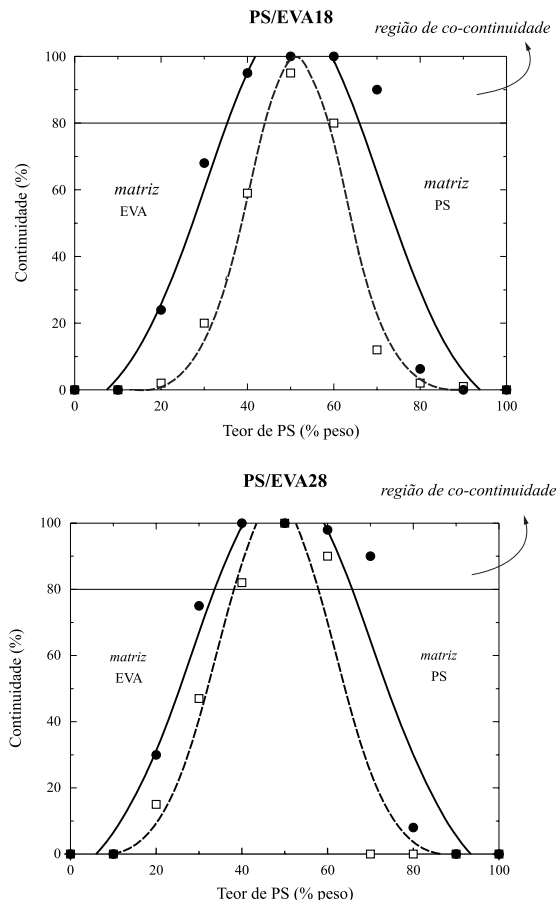 PS/EVA18
região de co-continuidade
100
80
60
40
20
0
Continuidade (%)
matriz
EVA
matriz
PS
0 20 40 60 80 100
Teor de PS (% peso)
PS/EVA28
região de co-continuidade
100
80
60
40
20
0
Continuidade (%)
matriz
EVA
matriz
PS
0 20 40 60 80 100
Teor de PS (% peso)